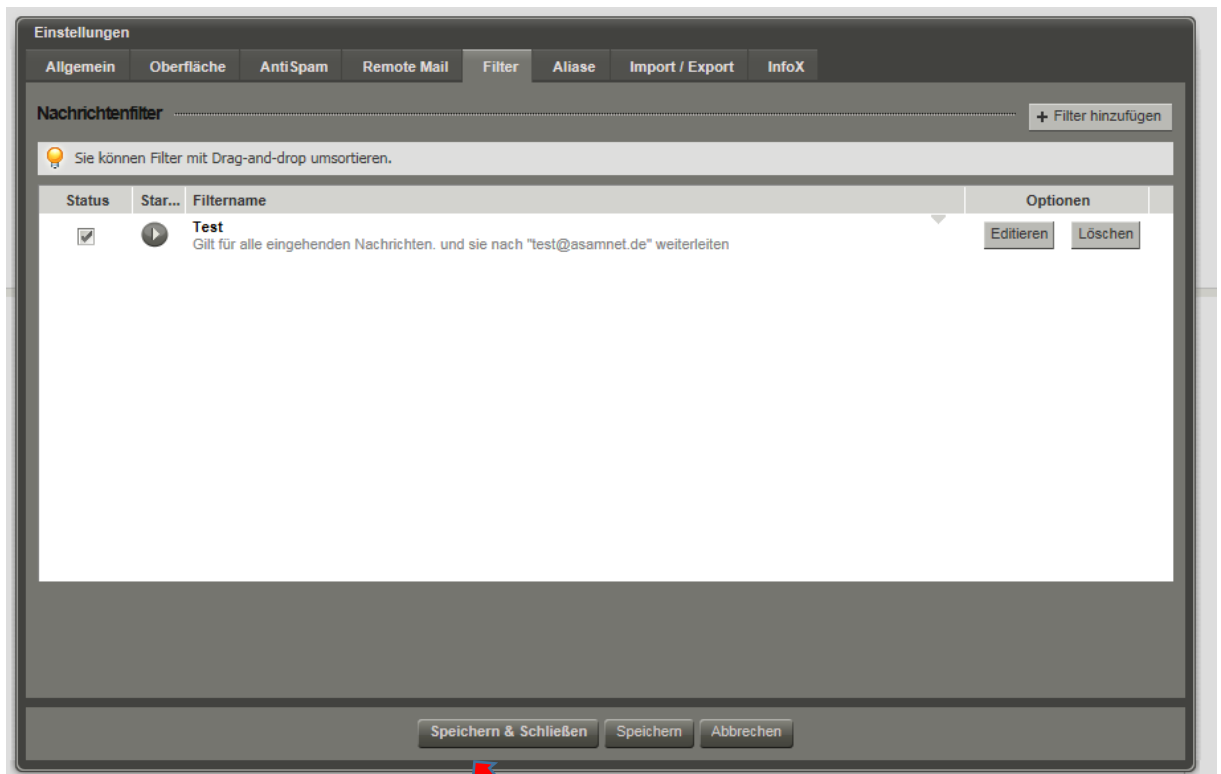 Einstellungen
Allgemein Oberfläche AntiSpam Remote Mail Filter Aliase Import / Export InfoX
Nachrichtenfilter + Filter hinzufügen
Sie können Filter mit Drag-and-drop umsortieren.
Status Star... Filtername Optionen
Test
Gilt für alle eingehenden Nachrichten. und sie nach "test@asamnet.de" weiterleiten
Editieren Löschen
Speichern & Schließen Speichern Abbrechen